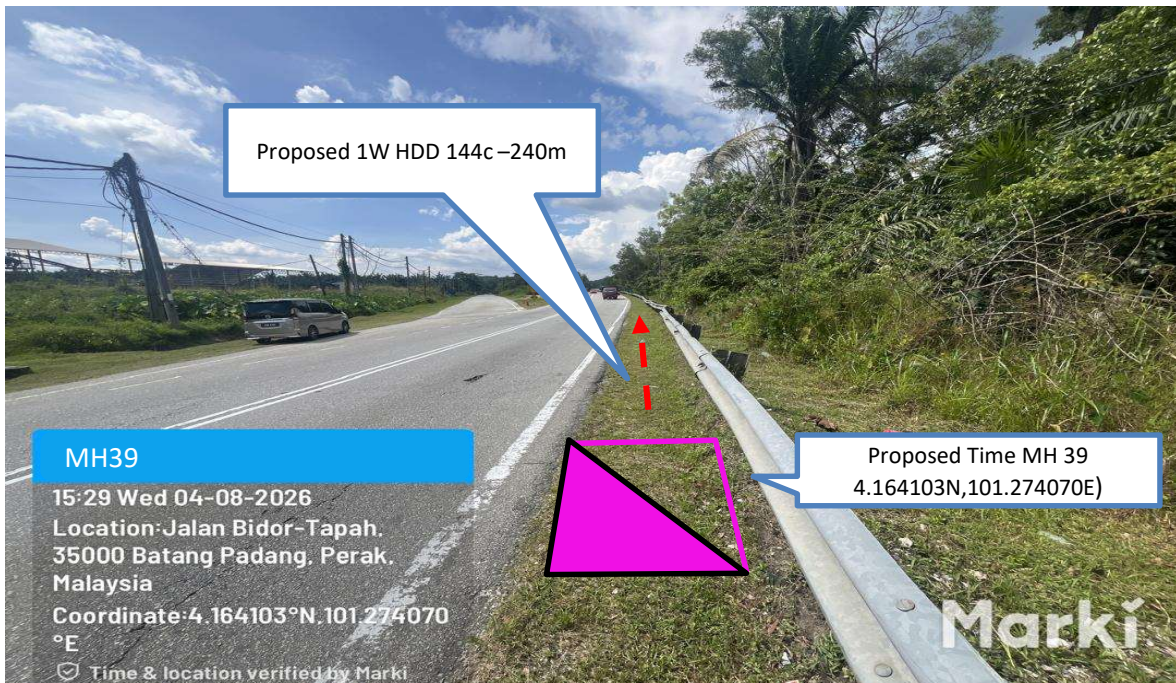 Proposed 1W HDD 144c –240m
Proposed Time MH 39
4.164103N,101.274070E)
MH39
15:29 Wed 04-08-2026
Location:Jalan Bidor-Tapah,
35000 Batang Padang, Perak,
Malaysia
Coordinate:4.164103°N,101.274070
°E
Time & location verified by Marki
Marki